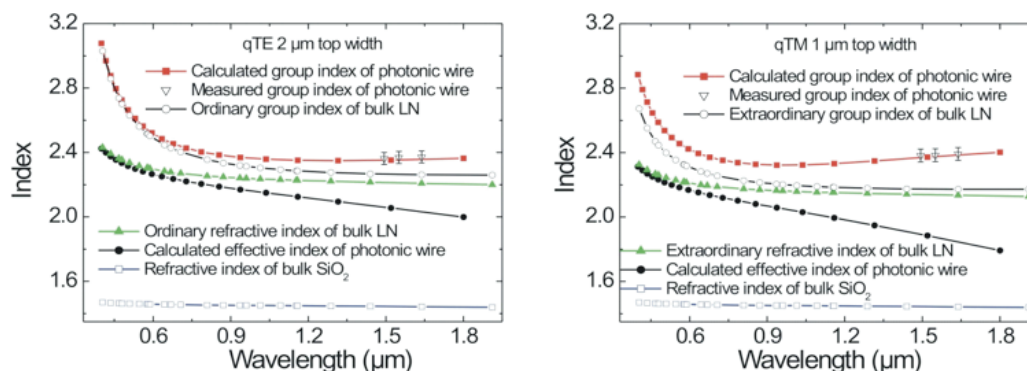 qTE 2 µm top width
Calculated group index of photonic wire
Measured group index of photonic wire
Ordinary group index of bulk LN
Ordinary refractive index of bulk LN
Calculated effective index of photonic wire
Refractive index of bulk SiO₂
Index
3.2
2.8
2.4
2.0
1.6
0.6
0.9
1.2
1.5
1.8
Wavelength (µm)
qTM 1 µm top width
Calculated group index of photonic wire
Measured group index of photonic wire
Extraordinary group index of bulk LN
Extraordinary refractive index of bulk LN
Calculated effective index of photonic wire
Refractive index of bulk SiO₂
Index
3.2
2.8
2.4
2.0
1.6
0.6
0.9
1.2
1.5
1.8
Wavelength (µm)